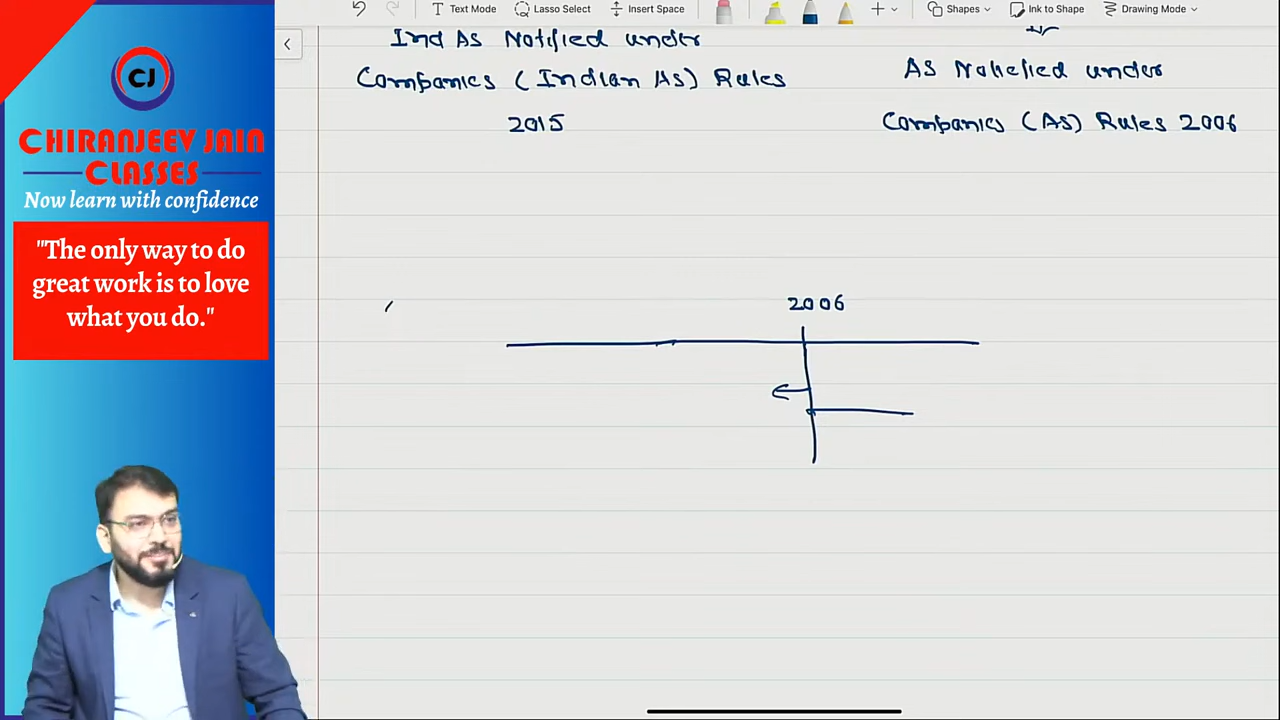 Text Mode
Lasso Select
Insert Space
Shapes
Ink to Shape
Drawing Mode
CJ
CHIRANJEEV JAIN
CLASSES
Now learn with confidence
"The only way to do
great work is to love
what you do."
Ind As Notified under
Companies (Indian As) Rules
2015
AS Notified under
Companies (As) Rules 2006
2006